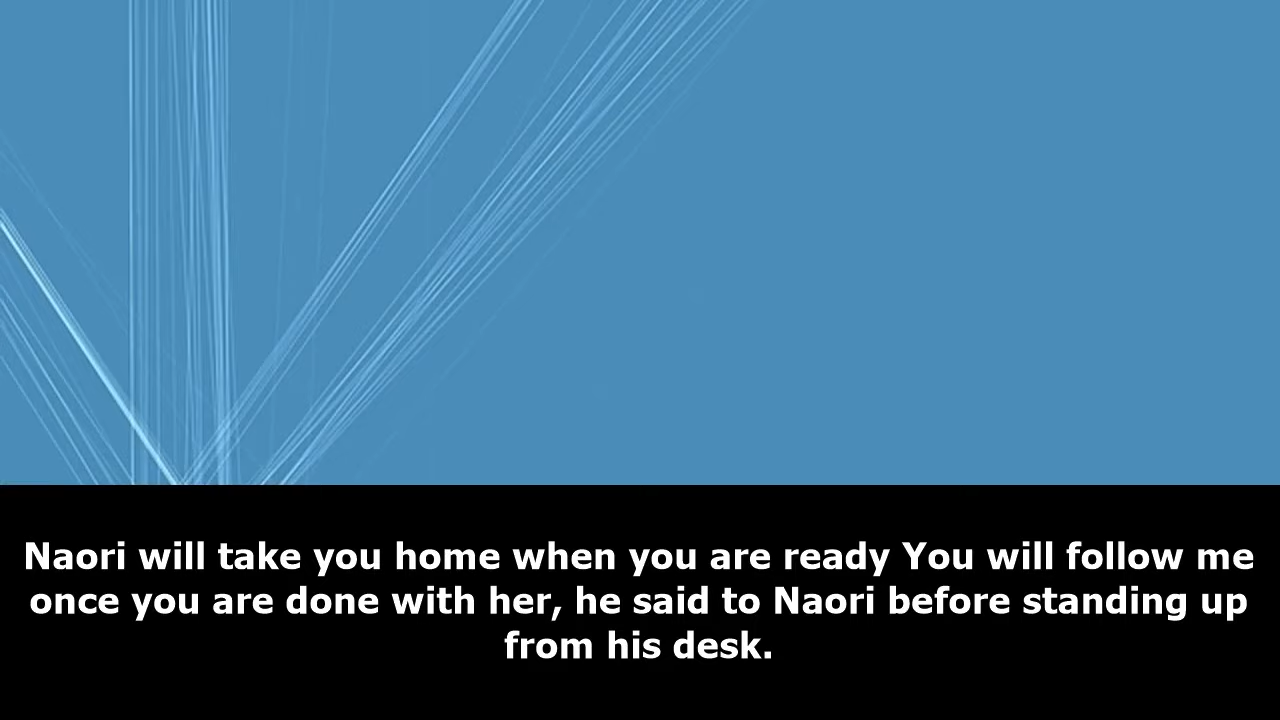 Naori will take you home when you are ready You will follow me
once you are done with her, he said to Naori before standing up
from his desk.